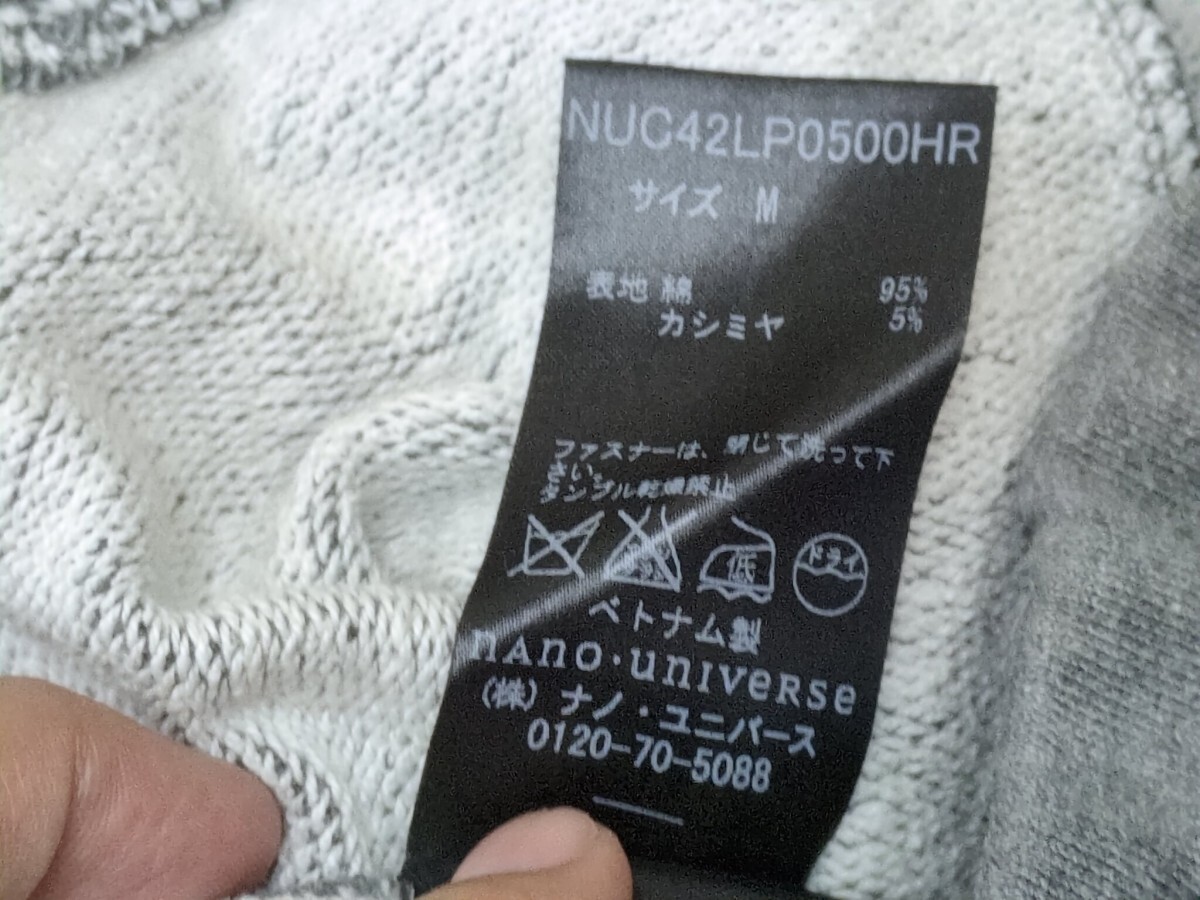 NUC42LP0500HR
サイズ M
表地 綿 95%
カシミヤ 5%
ファスナーは、閉じて洗って下
さい。
タンブル乾燥禁止
低 ドライ
ベトナム製
nAno・unIveRse
(株) ナノ・ユニバース
0120-70-5088